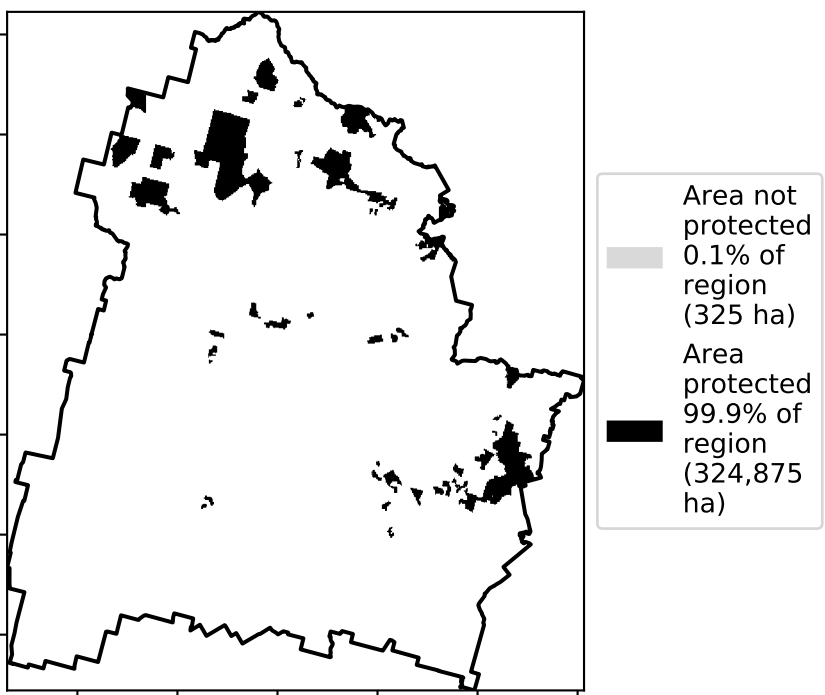 Area not
protected
0.1% of
region
(325 ha)
Area
protected
99.9% of
region
(324,875
ha)